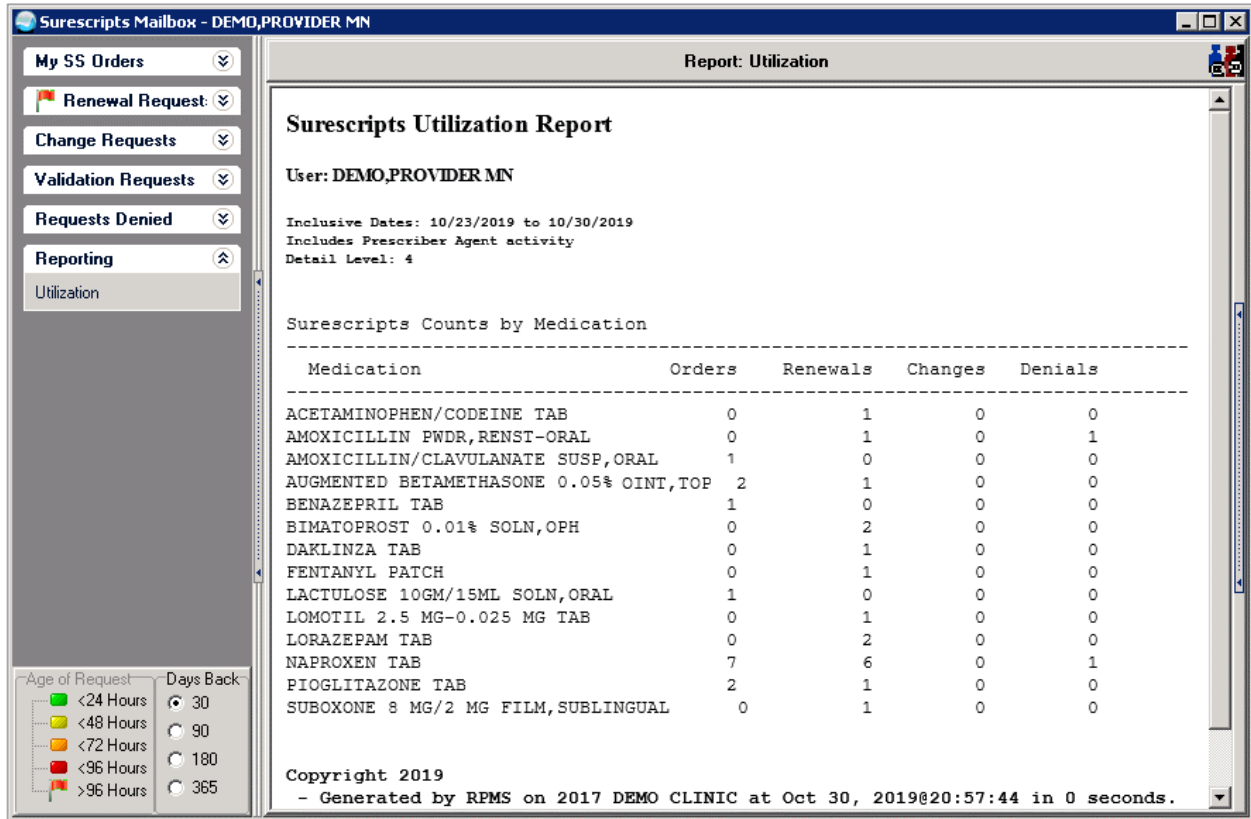 Surescripts Mailbox - DEMO,PROVIDER MN
My SS Orders
Renewal Request:
Change Requests
Validation Requests
Requests Denied
Reporting
Utilization
Age of Request
<24 Hours
<48 Hours
<72 Hours
<96 Hours
>96 Hours
Days Back
30
90
180
365
Report: Utilization
Surescripts Utilization Report
User: DEMO,PROVIDER MN
Inclusive Dates: 10/23/2019 to 10/30/2019
Includes Prescriber Agent activity
Detail Level: 4
Surescripts Counts by Medication
--------------------------------------------------------------------------------
Medication Orders Renewals Changes Denials
--------------------------------------------------------------------------------
ACETAMINOPHEN/CODEINE TAB 0 1 0 0
AMOXICILLIN PWDR,RENST-ORAL 0 1 0 1
AMOXICILLIN/CLAVULANATE SUSP,ORAL 1 0 0 0
AUGMENTED BETAMETHASONE 0.05% OINT,TOP 2 1 0 0
BENAZEPRIL TAB 1 0 0 0
BIMATOPROST 0.01% SOLN,OPH 0 2 0 0
DAKLINZA TAB 0 1 0 0
FENTANYL PATCH 0 1 0 0
LACTULOSE 10GM/15ML SOLN,ORAL 1 0 0 0
LOMOTIL 2.5 MG-0.025 MG TAB 0 1 0 0
LORAZEPAM TAB 0 2 0 0
NAPROXEN TAB 7 6 0 1
PIOGLITAZONE TAB 2 1 0 0
SUBOXONE 8 MG/2 MG FILM,SUBLINGUAL 0 1 0 0
Copyright 2019
- Generated by RPMS on 2017 DEMO CLINIC at Oct 30, 2019@20:57:44 in 0 seconds.